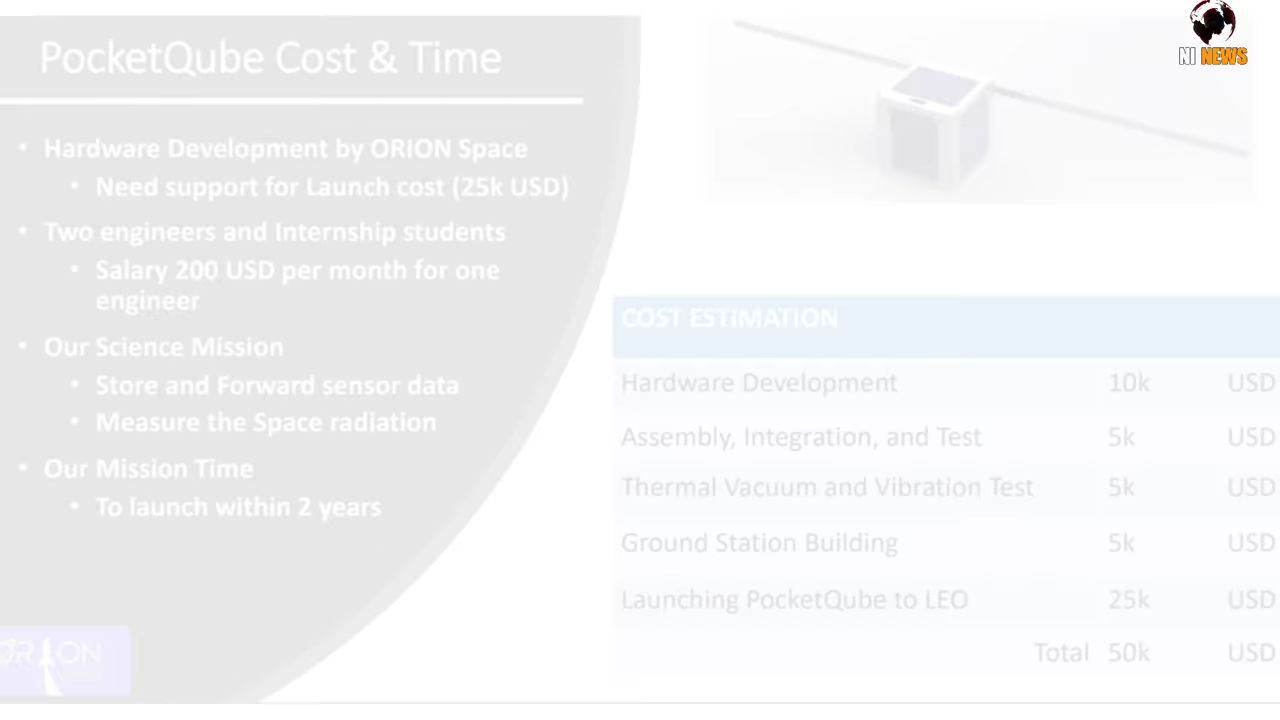 NI NEWS
PocketQube Cost & Time
• Hardware Development by ORION Space
• Need support for Launch cost (25k USD)
• Two engineers and Internship students
• Salary 200 USD per month for one
engineer
• Our Science Mission
• Store and Forward sensor data
• Measure the Space radiation
• Our Mission Time
• To launch within 2 years
COST ESTIMATION
Hardware Development 10k USD
Assembly, Integration, and Test 5k USD
Thermal Vacuum and Vibration Test 5k USD
Ground Station Building 5k USD
Launching PocketQube to LEO 25k USD
Total 50k USD
ORION